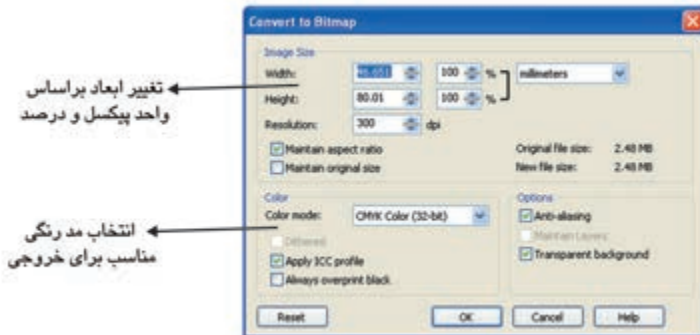 Convert to Bitmap
Image Size
Width:
100 %
millimeters
Height:
80.01
100 %
Resolution:
300
dpi
Maintain aspect ratio
Original file size: 2.48 MB
Maintain original size
New file size: 2.48 MB
Color
Color mode:
CMYK Color (32-bit)
Dithered
Apply ICC profile
Always overprint black
Options
Anti-aliasing
Maintain Layers
Transparent background
Reset
OK
Cancel
Help
تغییر ابعاد براساس
واحد پیکسل و درصد
انتخاب مد رنگی
مناسب برای خروجی